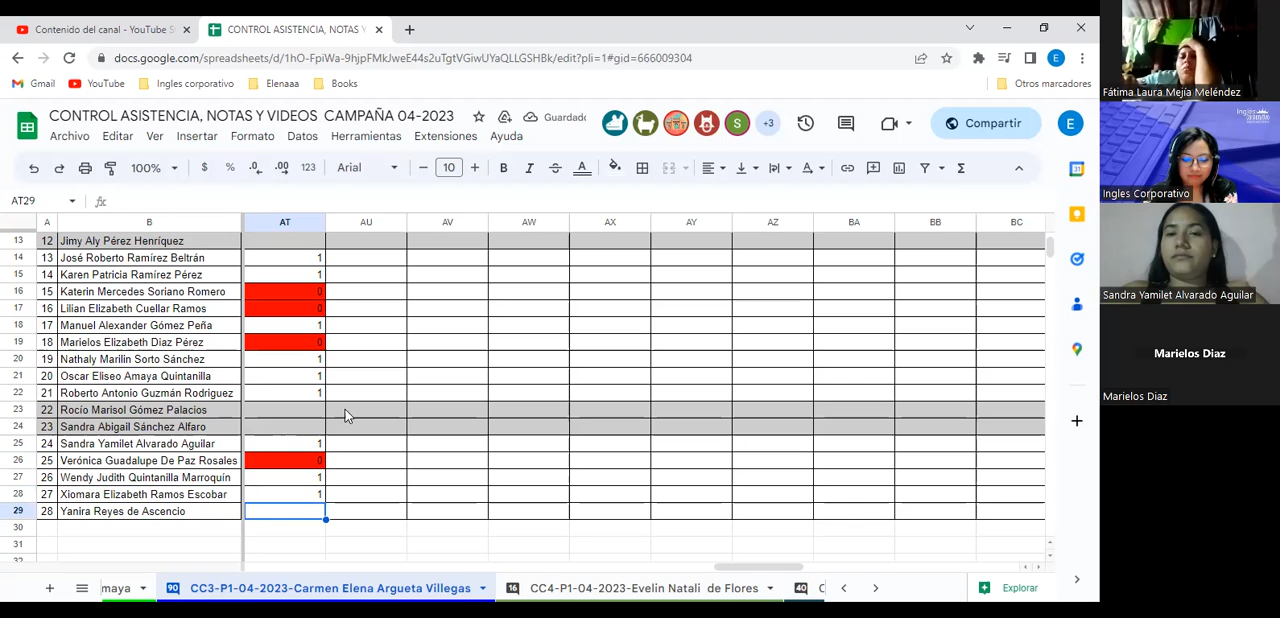 Contenido del canal - YouTube S
CONTROL ASISTENCIA, NOTAS Y
docs.google.com/spreadsheets/d/1hO-FpiWa-9ItjpFMkJweE44s2uTgtVGiwUYaQLLGSHBk/edit?pli=1#gid=666009304
Gmail YouTube Ingles corporativo Elenaaa Books Otros marcadores
CONTROL ASISTENCIA, NOTAS Y VIDEOS CAMPAÑA 04-2023 Guardado
Archivo Editar Ver Insertar Formato Datos Herramientas Extensiones Ayuda
S +3 Compartir E
100% $ % .0 .00 123 Arial 10
AT29 fx
A B AT AU AV AW AX AY AZ BA BB BC
13 12 Jimy Aly Pérez Henríquez
14 13 José Roberto Ramírez Beltrán 1
15 14 Karen Patricia Ramírez Pérez 1
16 15 Katerin Mercedes Soriano Romero 0
17 16 Lilian Elizabeth Cuellar Ramos 0
18 17 Manuel Alexander Gómez Peña 1
19 18 Marielos Elizabeth Diaz Pérez 0
20 19 Nathaly Marilin Sorto Sánchez 1
21 20 Oscar Eliseo Amaya Quintanilla 1
22 21 Roberto Antonio Guzmán Rodriguez 1
23 22 Rocío Marisol Gómez Palacios
24 23 Sandra Abigail Sánchez Alfaro
25 24 Sandra Yamilet Alvarado Aguilar 1
26 25 Verónica Guadalupe De Paz Rosales 0
27 26 Wendy Judith Quintanilla Marroquín 1
28 27 Xiomara Elizabeth Ramos Escobar 1
29 28 Yanira Reyes de Ascencio
30
31
32
maya 90 CC3-P1-04-2023-Carmen Elena Argueta Villegas 16 CC4-P1-04-2023-Evelin Natali de Flores 40 C Explorar
Fátima Laura Mejía Meléndez
Ingles Corporativo
Sandra Yamilet Alvarado Aguilar
Marielos Diaz
Marielos Diaz